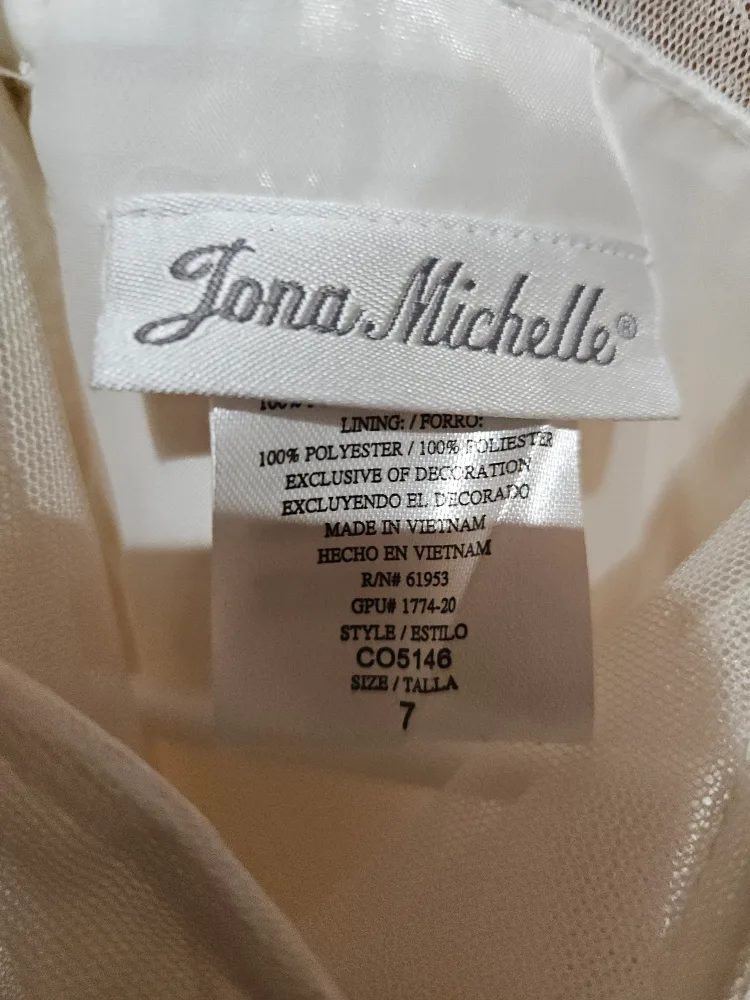 Jona Michelle®
LINING: / FORRO:
100% POLYESTER / 100% POLIESTER
EXCLUSIVE OF DECORATION
EXCLUYENDO EL DECORADO
MADE IN VIETNAM
HECHO EN VIETNAM
R/N# 61953
GPU# 1774-20
STYLE / ESTILO
CO5146
SIZE / TALLA
7